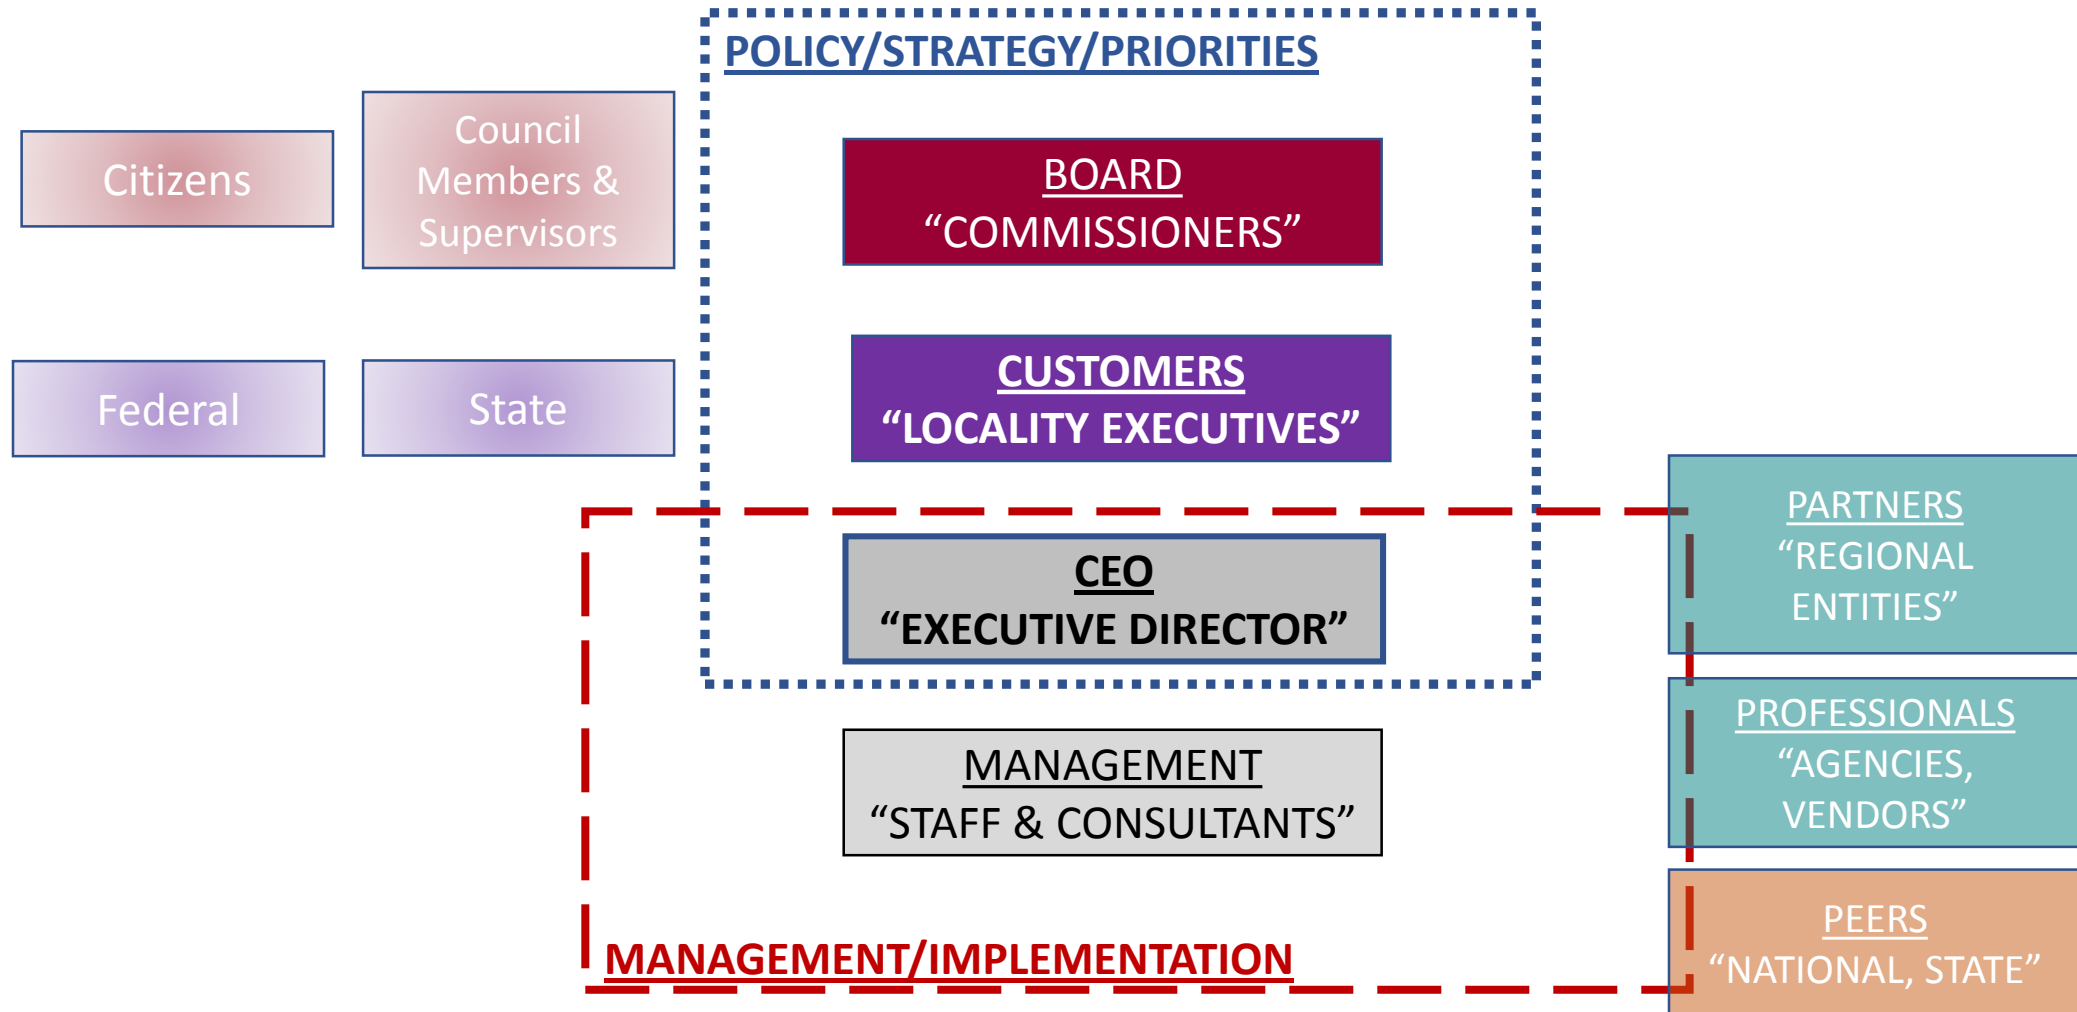 POLICY/STRATEGY/PRIORITIES
Citizens
Council
Members &
Supervisors
BOARD
“COMMISSIONERS”
Federal
State
CUSTOMERS
“LOCALITY EXECUTIVES”
CEO
“EXECUTIVE DIRECTOR”
PARTNERS
“REGIONAL
ENTITIES”
MANAGEMENT
“STAFF & CONSULTANTS”
PROFESSIONALS
“AGENCIES,
VENDORS”
MANAGEMENT/IMPLEMENTATION
PEERS
“NATIONAL, STATE”